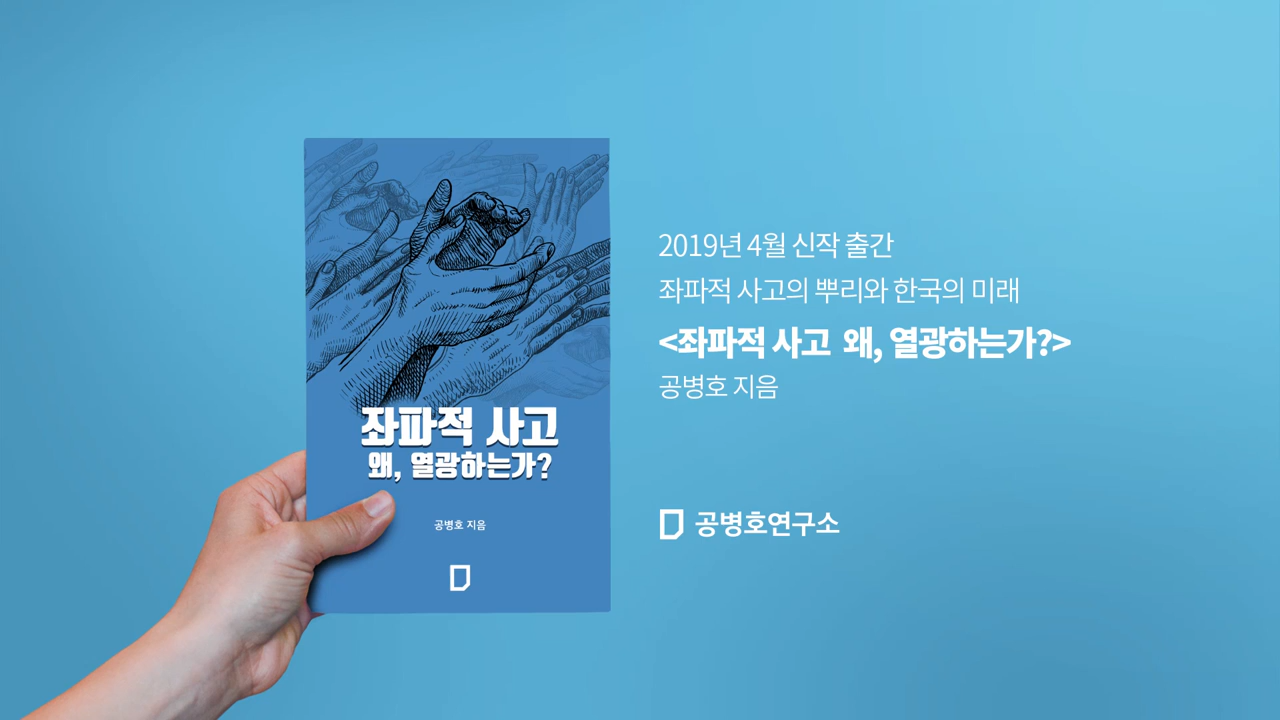 좌파적 사고
왜, 열광하는가?
공병호 지음
2019년 4월 신작 출간
좌파적 사고의 뿌리와 한국의 미래
<좌파적 사고 왜, 열광하는가?>
공병호 지음
공병호연구소